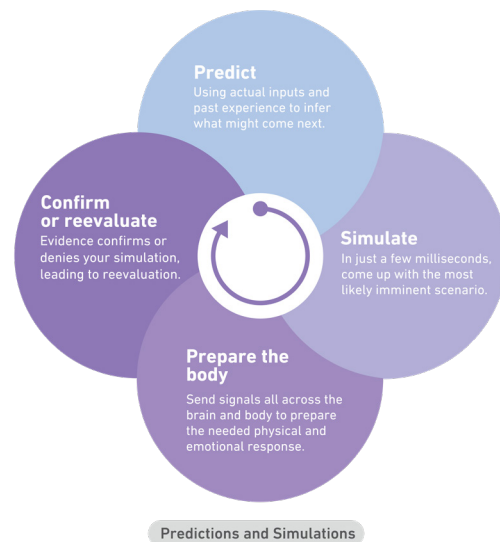 Predict
Using actual inputs and
past experience to infer
what might come next.
Simulate
In just a few milliseconds,
come up with the most
likely imminent scenario.
Prepare the
body
Send signals all across the
brain and body to prepare
the needed physical and
emotional response.
Confirm
or reevaluate
Evidence confirms or
denies your simulation,
leading to reevaluation.
Predictions and Simulations